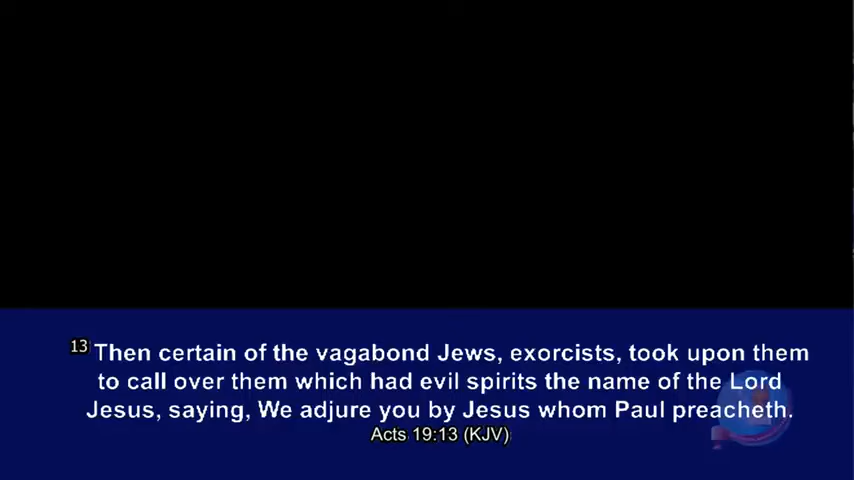 13 Then certain of the vagabond Jews, exorcists, took upon them
to call over them which had evil spirits the name of the Lord
Jesus, saying, We adjure you by Jesus whom Paul preacheth.
Acts 19:13 (KJV)